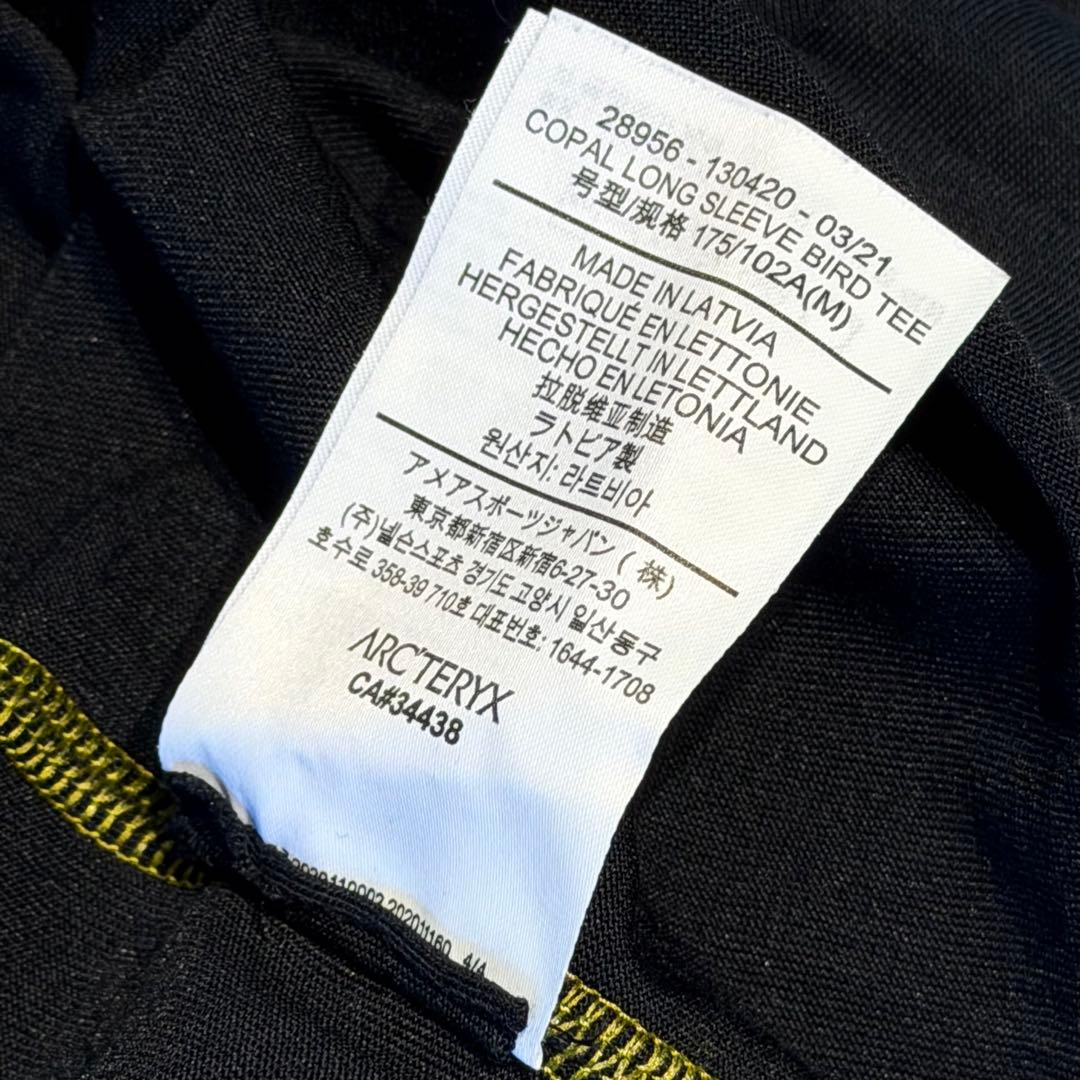 28956 - 130420 - 03/21
COPAL LONG SLEEVE BIRD TEE
号型/规格 175/102A(M)
MADE IN LATVIA
FABRIQUÉ EN LETTONIE
HERGESTELLT IN LETTLAND
HECHO EN LETONIA
拉脱维亚制造
ラトビア製
원산지: 라트비아
アメアスポーツジャパン ( 株)
東京都新宿区新宿6-27-30
(주)넬슨스포츠 경기도 고양시 일산동구
호수로 358-39 710호 대표번호: 1644-1708
ARC'TERYX
CA#34438
20201160 4/4